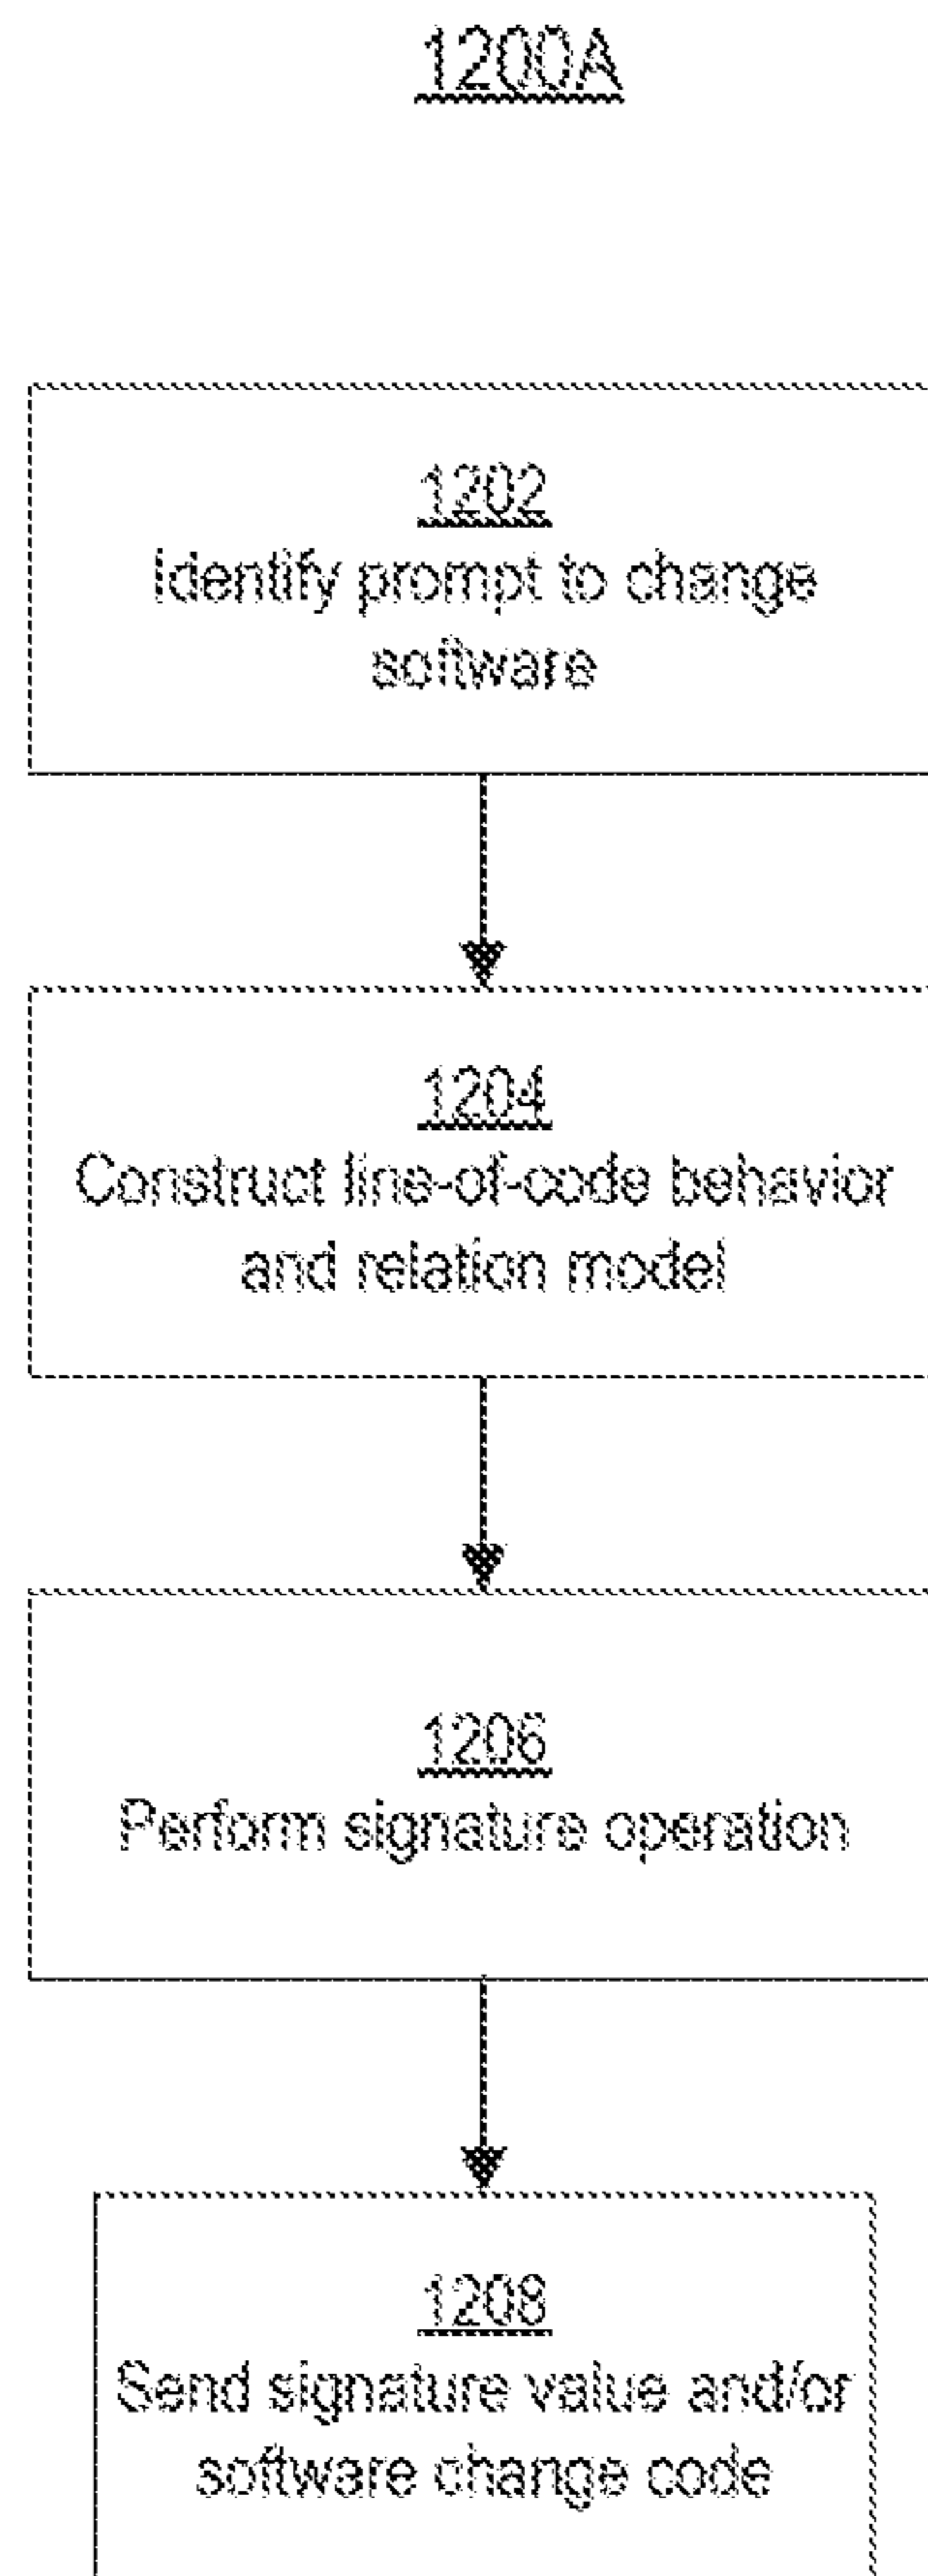 1200A
1202
Identify prompt to change
software
1204
Construct line-of-code behavior
and relation model
1206
Perform signature operation
1208
Send signature value and/or
software change code